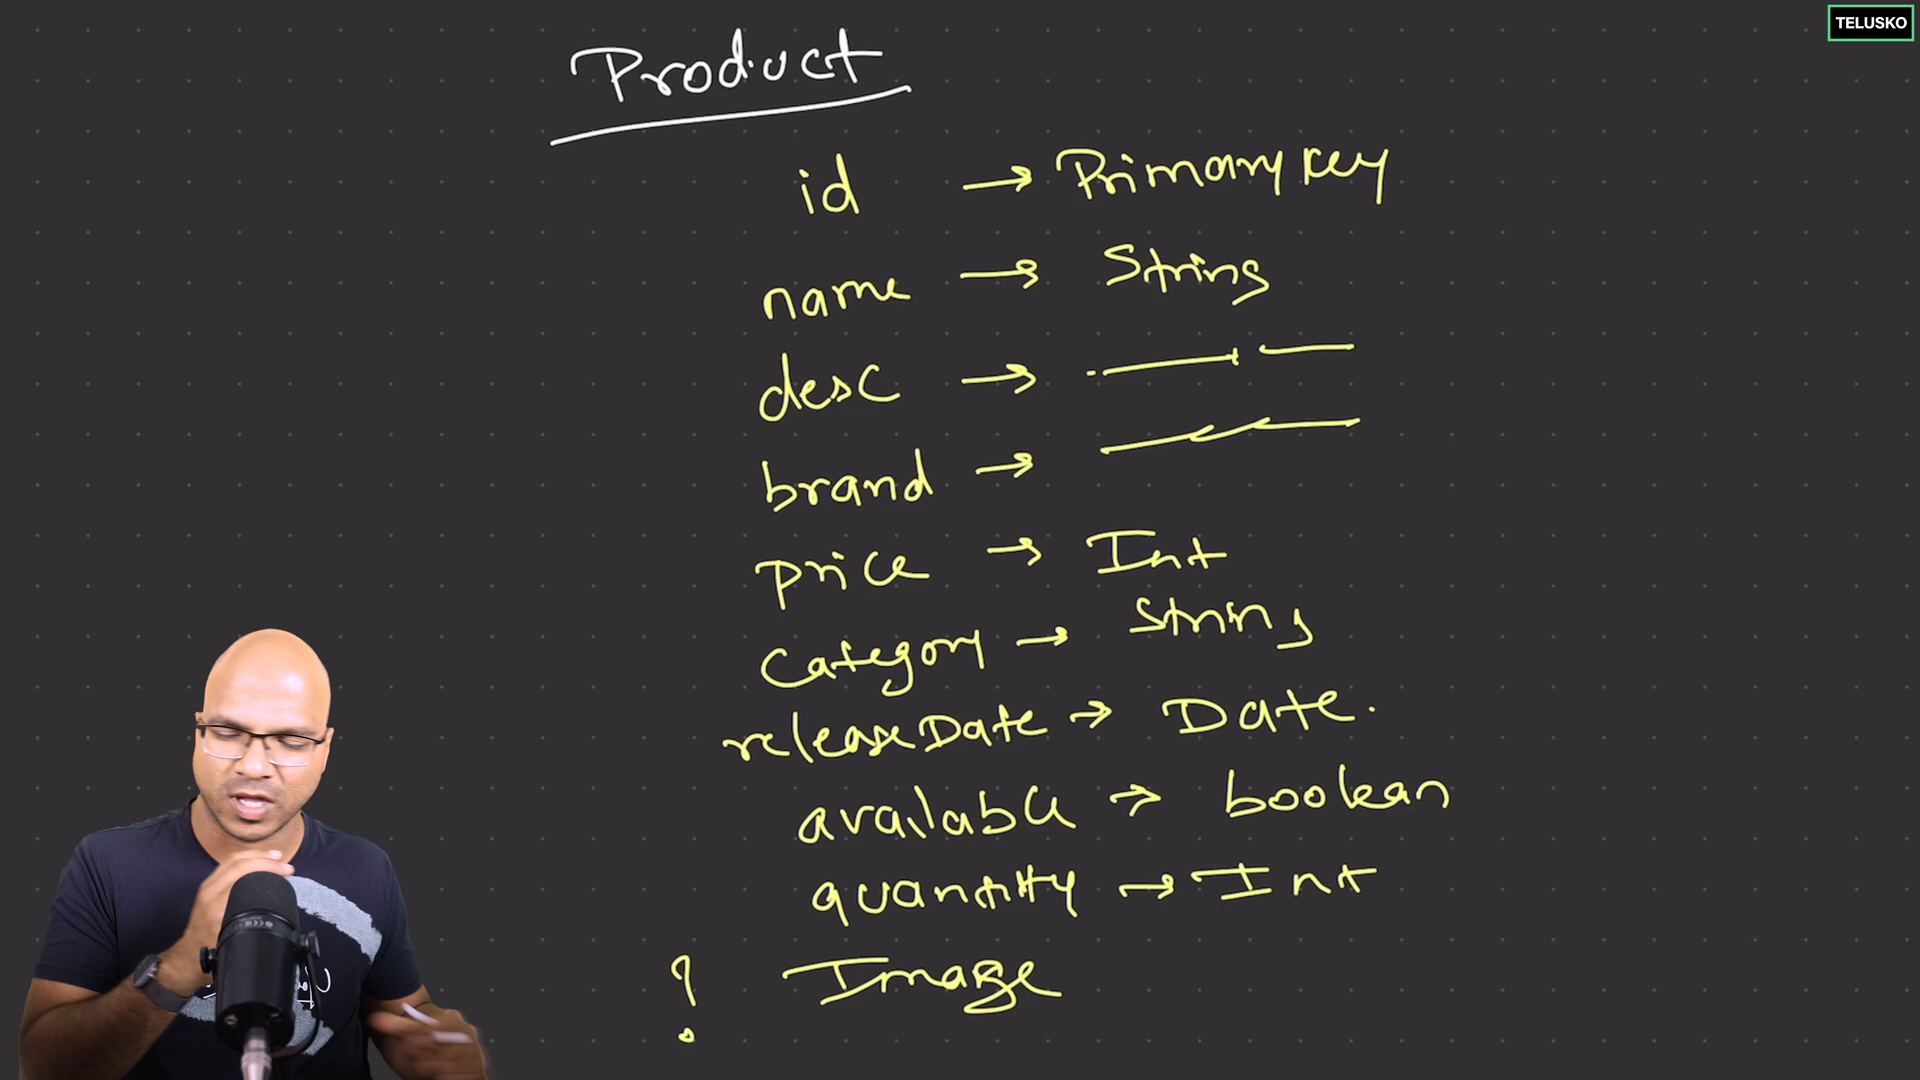 TELUSKO
Product
id → Primary Key
name → String
desc →
brand →
price → Int
Category → String
releaseDate → Date.
available → boolean
quantity → Int
? Image